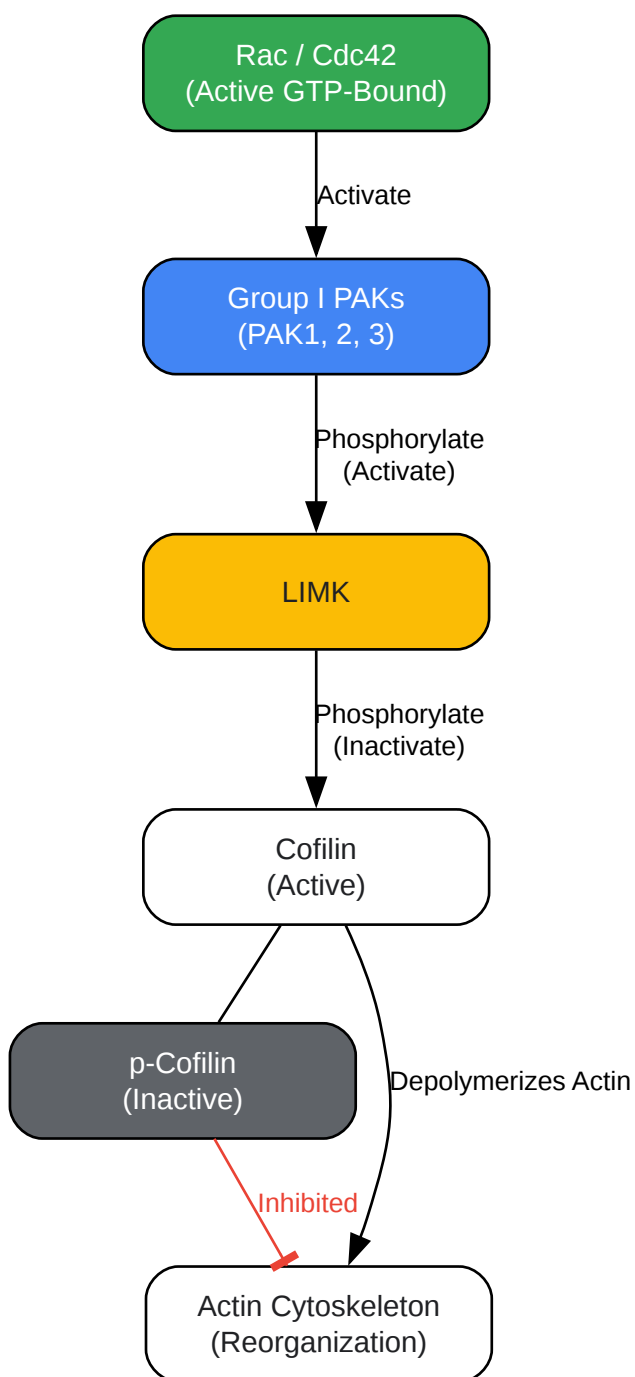 Rac / Cdc42
(Active GTP-Bound)
Activate
Group I PAKs
(PAK1, 2, 3)
Phosphorylate
(Activate)
LIMK
Phosphorylate
(Inactivate)
Cofilin
(Active)
p-Cofilin
(Inactive)
Depolymerizes Actin
Inhibited
Actin Cytoskeleton
(Reorganization)